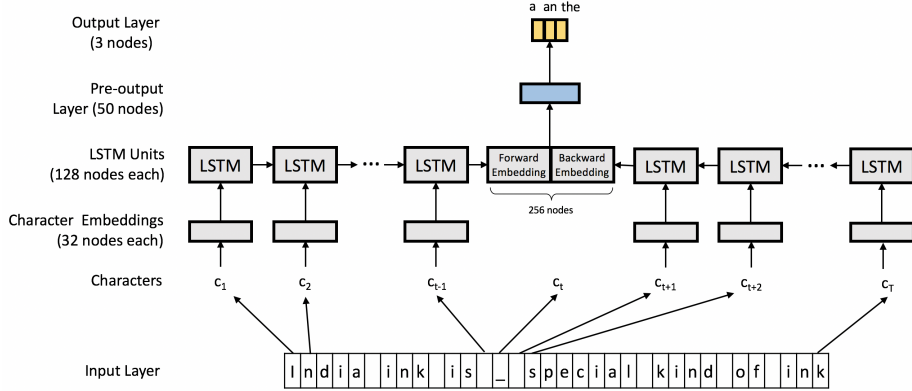 a an the
Output Layer
(3 nodes)
Pre-output
Layer (50 nodes)
LSTM Units
(128 nodes each)
LSTM LSTM ··· LSTM Forward Embedding Backward Embedding LSTM LSTM ··· LSTM
256 nodes
Character Embeddings
(32 nodes each)
Characters c1 c2 ct-1 ct ct+1 ct+2 cT
Input Layer India ink is _ special kind of ink